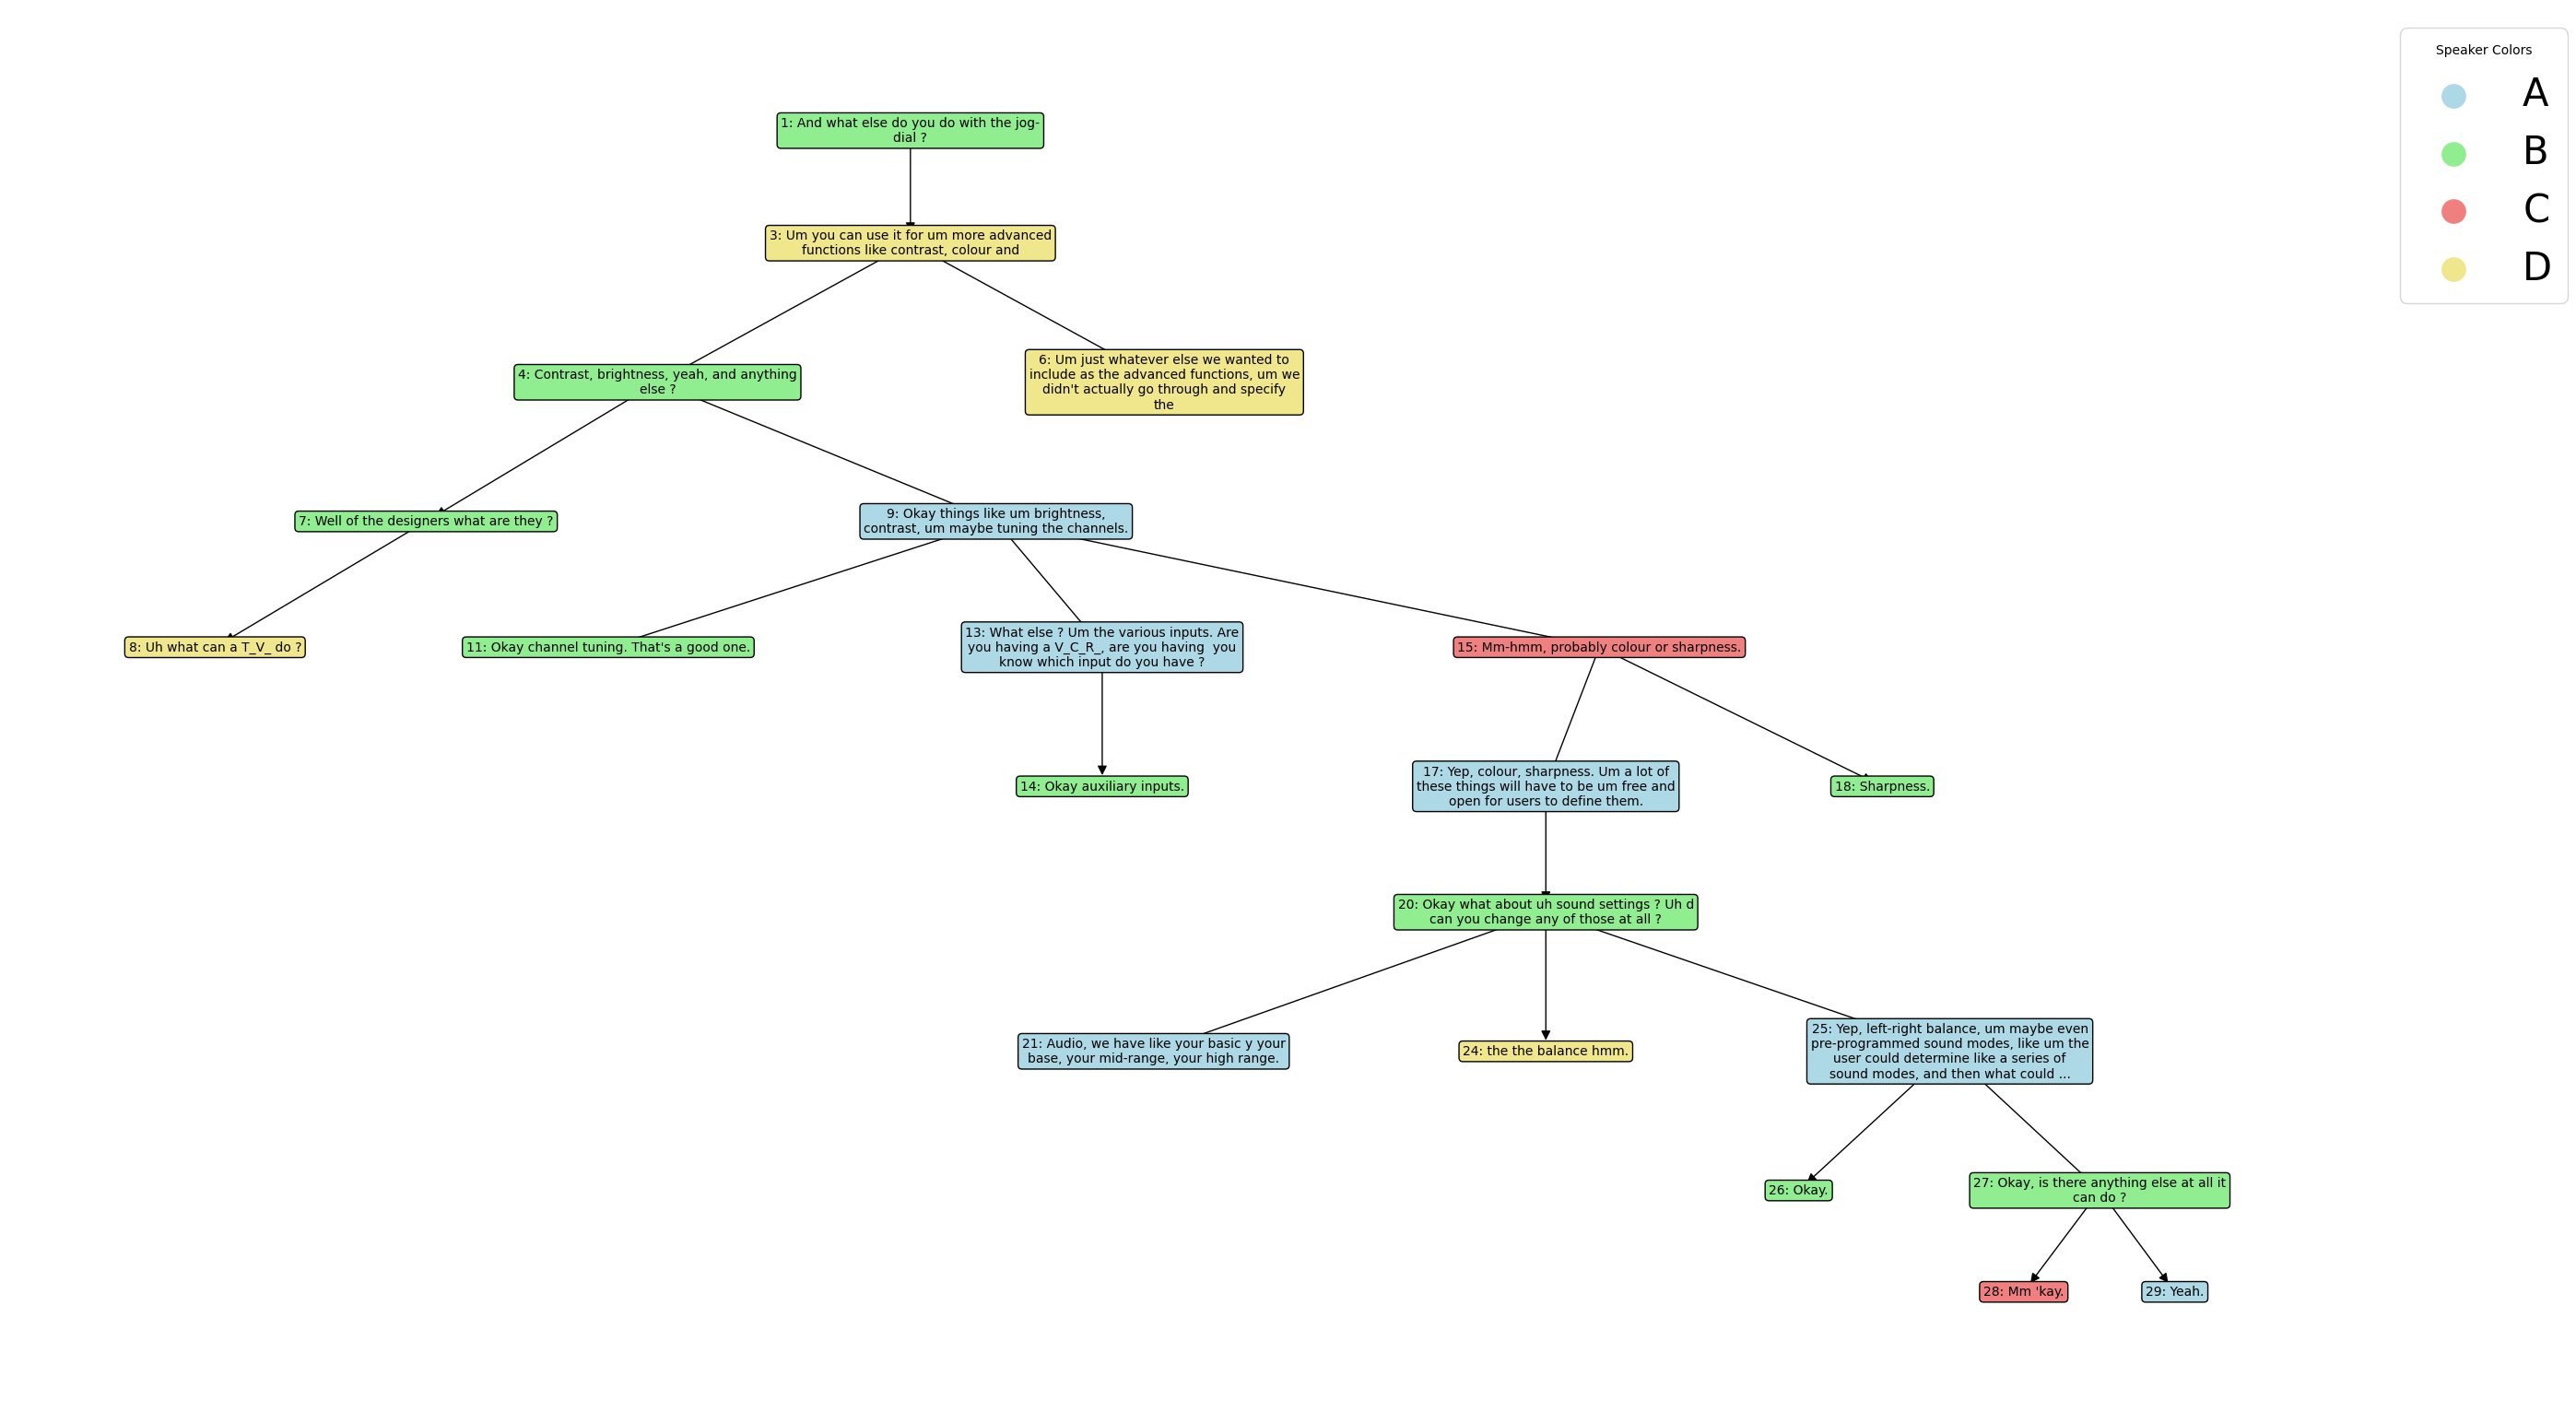 Speaker Colors
A
B
C
D
1: And what else do you do with the jog-
dial ?
3: Um you can use it for um more advanced
functions like contrast, colour and
4: Contrast, brightness, yeah, and anything
else ?
6: Um just whatever else we wanted to
include as the advanced functions, um we
didn't actually go through and specify
the
7: Well of the designers what are they ?
9: Okay things like um brightness,
contrast, um maybe tuning the channels.
8: Uh what can a T_V_ do ?
11: Okay channel tuning. That's a good one.
13: What else ? Um the various inputs. Are
you having a V_C_R_, are you having  you
know which input do you have ?
15: Mm-hmm, probably colour or sharpness.
14: Okay auxiliary inputs.
17: Yep, colour, sharpness. Um a lot of
these things will have to be um free and
open for users to define them.
18: Sharpness.
20: Okay what about uh sound settings ? Uh d
can you change any of those at all ?
21: Audio, we have like your basic y your
base, your mid-range, your high range.
24: the the balance hmm.
25: Yep, left-right balance, um maybe even
pre-programmed sound modes, like um the
user could determine like a series of
sound modes, and then what could ...
26: Okay.
27: Okay, is there anything else at all it
can do ?
28: Mm 'kay.
29: Yeah.